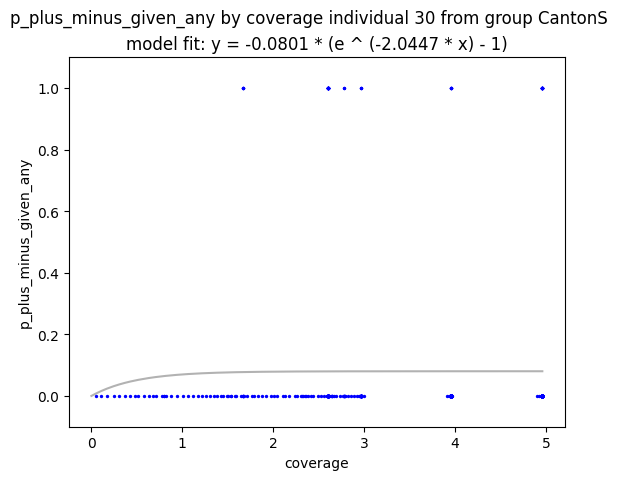 p_plus_minus_given_any by coverage individual 30 from group CantonS
model fit: y = -0.0801 * (e ^ (-2.0447 * x) - 1)
1.0
0.8
0.6
0.4
0.2
0.0
p_plus_minus_given_any
0 1 2 3 4 5
coverage